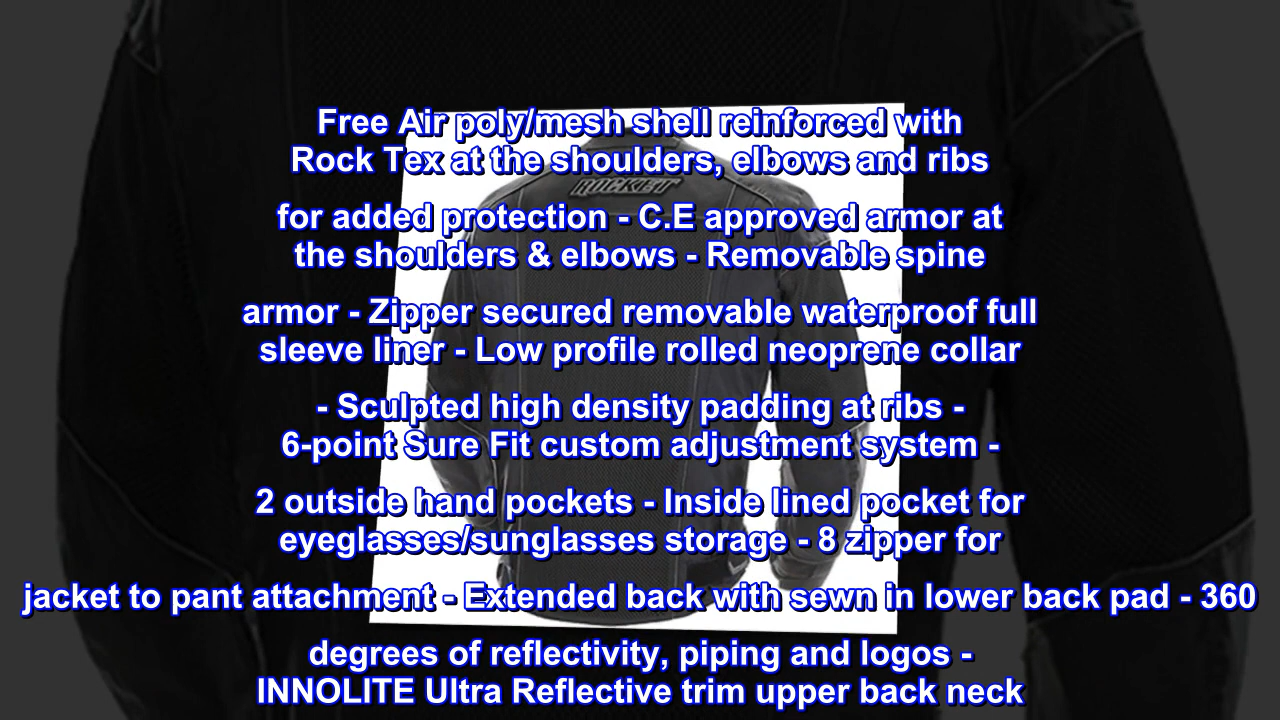 Free Air poly/mesh shell reinforced with
Rock Tex at the shoulders, elbows and ribs
ROCKET
for added protection - C.E approved armor at
the shoulders & elbows - Removable spine
armor - Zipper secured removable waterproof full
sleeve liner - Low profile rolled neoprene collar
- Sculpted high density padding at ribs -
6-point Sure Fit custom adjustment system -
2 outside hand pockets - Inside lined pocket for
eyeglasses/sunglasses storage - 8 zipper for
jacket to pant attachment - Extended back with sewn in lower back pad - 360
degrees of reflectivity, piping and logos -
INNOLITE Ultra Reflective trim upper back neck